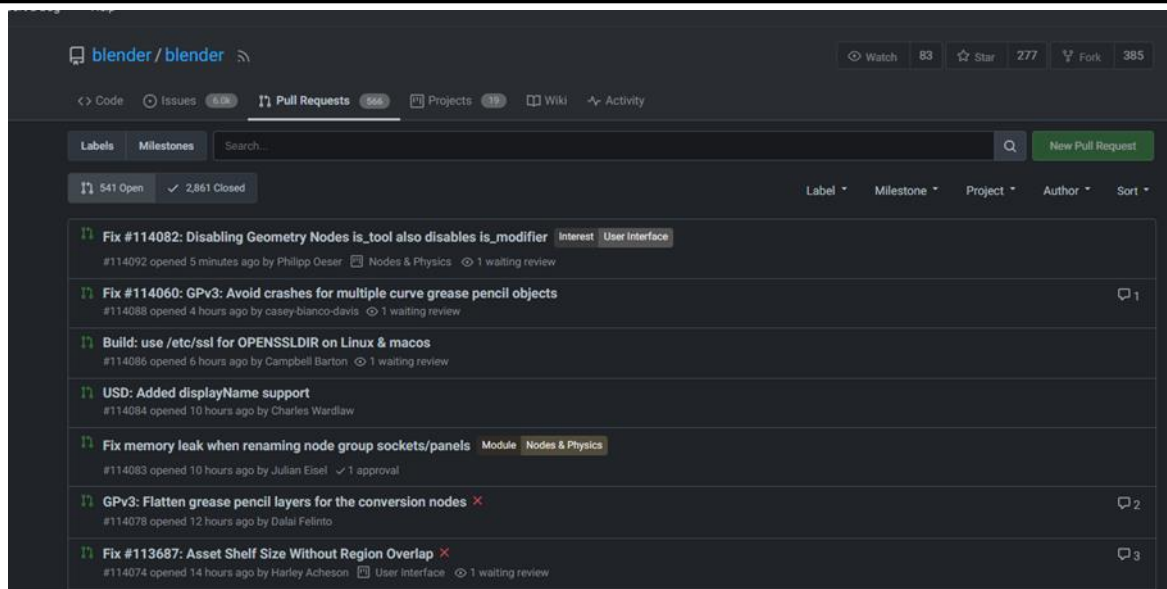 blender / blender
Watch 83 Star 277 Fork 385
<> Code Issues 6.0k Pull Requests 566 Projects 19 Wiki Activity
Labels Milestones Search... New Pull Request
541 Open 2,861 Closed Label Milestone Project Author Sort
Fix #114082: Disabling Geometry Nodes is_tool also disables is_modifier Interest User Interface
#114092 opened 5 minutes ago by Philipp Oeser Nodes & Physics 1 waiting review
Fix #114060: GPv3: Avoid crashes for multiple curve grease pencil objects 1
#114088 opened 4 hours ago by casey-bianco-davis 1 waiting review
Build: use /etc/ssl for OPENSSLDIR on Linux & macos
#114086 opened 6 hours ago by Campbell Barton 1 waiting review
USD: Added displayName support
#114084 opened 10 hours ago by Charles Wardlaw
Fix memory leak when renaming node group sockets/panels Module Nodes & Physics
#114083 opened 10 hours ago by Julian Eisel 1 approval
GPv3: Flatten grease pencil layers for the conversion nodes 2
#114078 opened 12 hours ago by Dalai Felinto
Fix #113687: Asset Shelf Size Without Region Overlap 3
#114074 opened 14 hours ago by Harley Acheson User Interface 1 waiting review